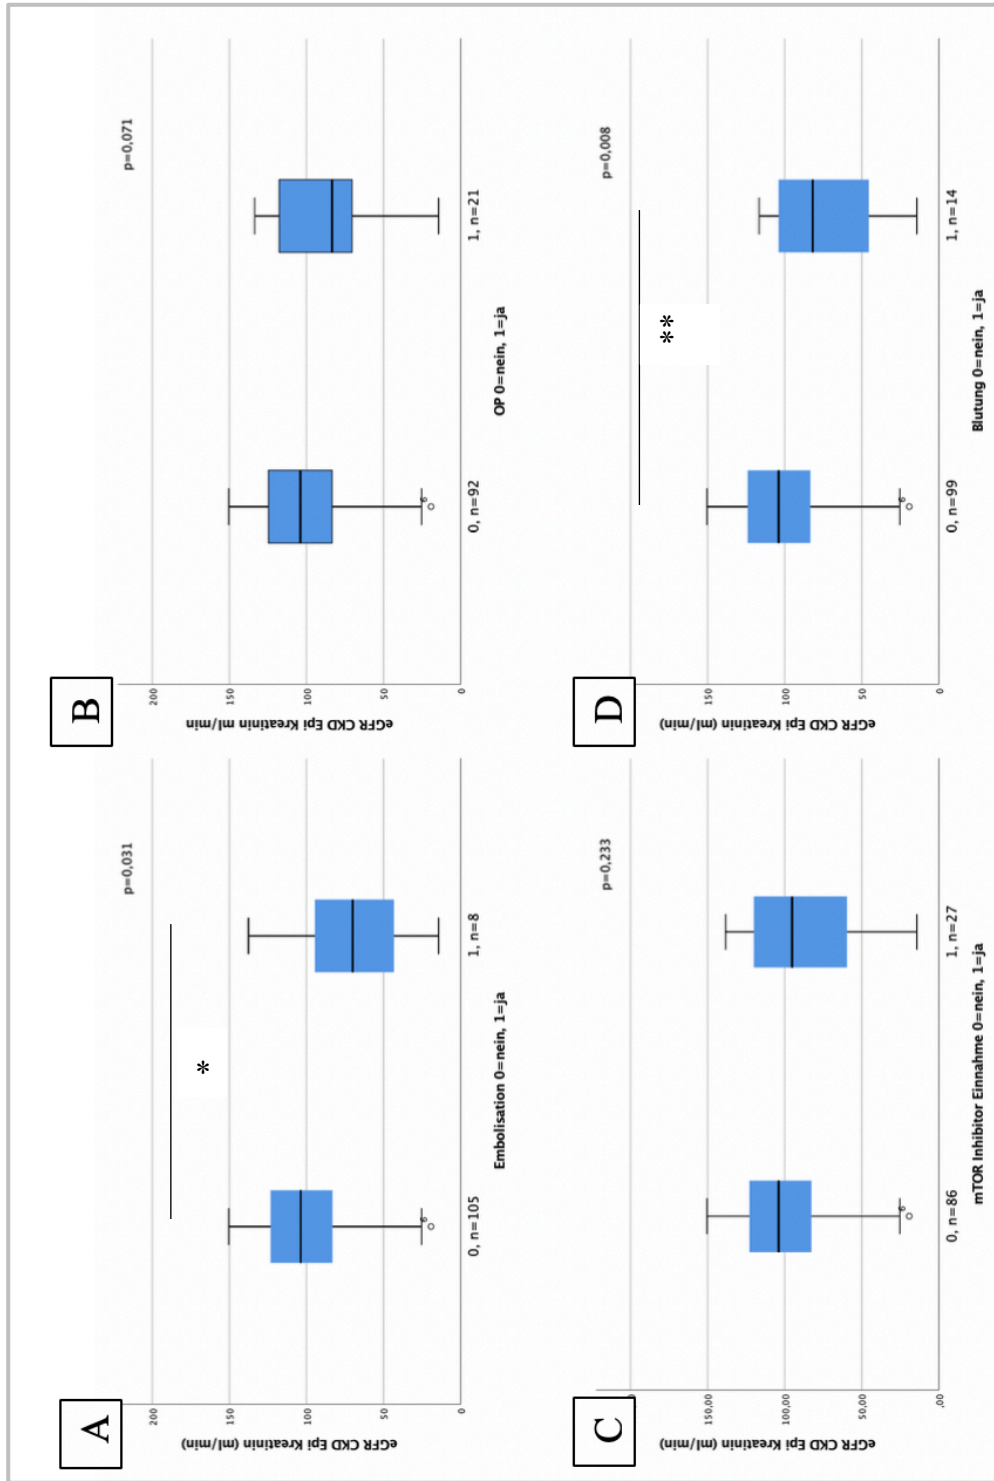 A
eGFR CKD Epi Kreatinin (ml/min)
200
150
100
50
0
p=0,031
*
9
0, n=105
1, n=8
Embolisation 0=nein, 1=ja
B
eGFR CKD Epi Kreatinin ml/min
200
150
100
50
0
p=0,071
9
0, n=92
1, n=21
OP 0=nein, 1=ja
C
eGFR CKD Epi Kreatinin (ml/min)
150,00
100,00
50,00
,00
p=0,233
9
0, n=86
1, n=27
mTOR Inhibitor Einnahme 0=nein, 1=ja
D
eGFR CKD Epi Kreatinin (ml/min)
150
100
50
0
p=0,008
**
9
0, n=99
1, n=14
Blutung 0=nein, 1=ja